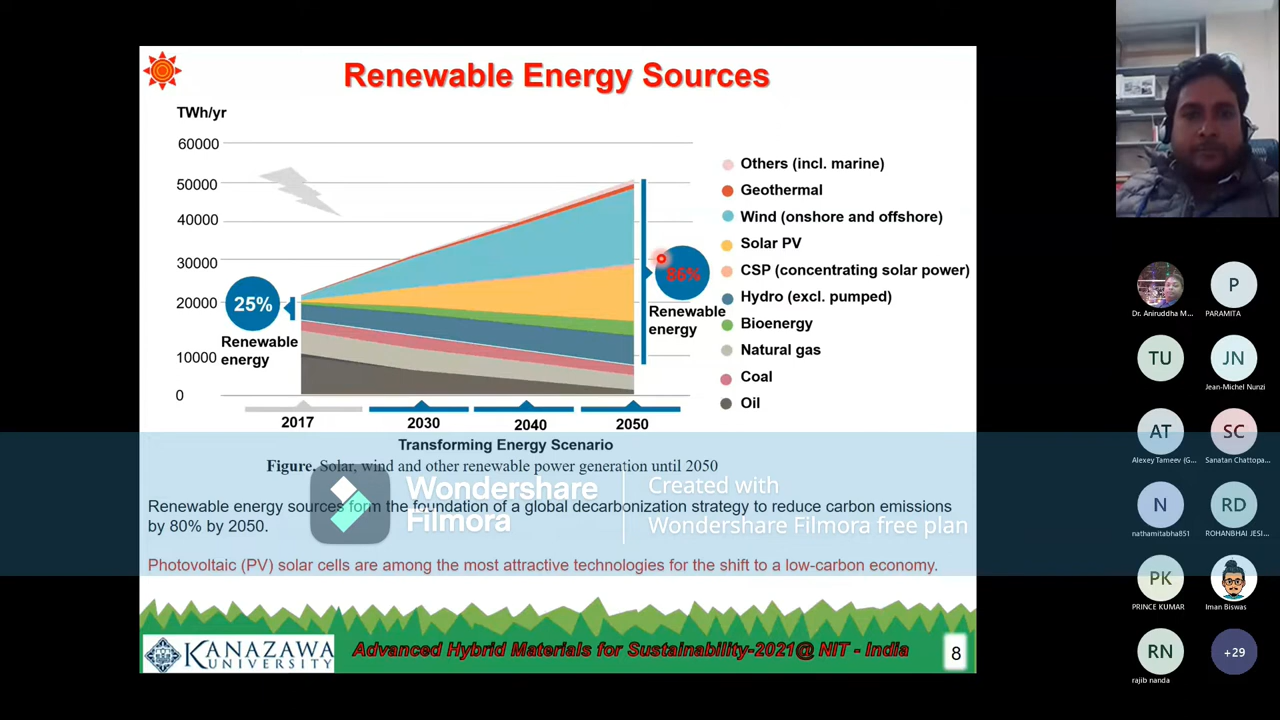 Renewable Energy Sources
TWh/yr
60000
50000
40000
30000
20000
10000
0
25%
Renewable
energy
86%
Renewable
energy
2017
2030
2040
2050
Others (incl. marine)
Geothermal
Wind (onshore and offshore)
Solar PV
CSP (concentrating solar power)
Hydro (excl. pumped)
Bioenergy
Natural gas
Coal
Oil
Transforming Energy Scenario
Figure. Solar, wind and other renewable power generation until 2050
Renewable energy sources form the foundation of a global decarbonization strategy to reduce carbon emissions
by 80% by 2050.
Wondershare
Filmora
Created with
Wondershare Filmora free plan
Photovoltaic (PV) solar cells are among the most attractive technologies for the shift to a low-carbon economy.
KANAZAWA
UNIVERSITY
Advanced Hybrid Materials for Sustainability-2021@ NIT - India
8
Dr. Aniruddha M...
P
PARAMITA
TU
JN
Jean-Michel Nunzi
AT
Alexey Tameev (G...
SC
Sanatan Chattopa...
N
nathamitabha851
RD
ROHANBHAI JESI...
PK
PRINCE KUMAR
Iman Biswas
RN
rajib nanda
+29